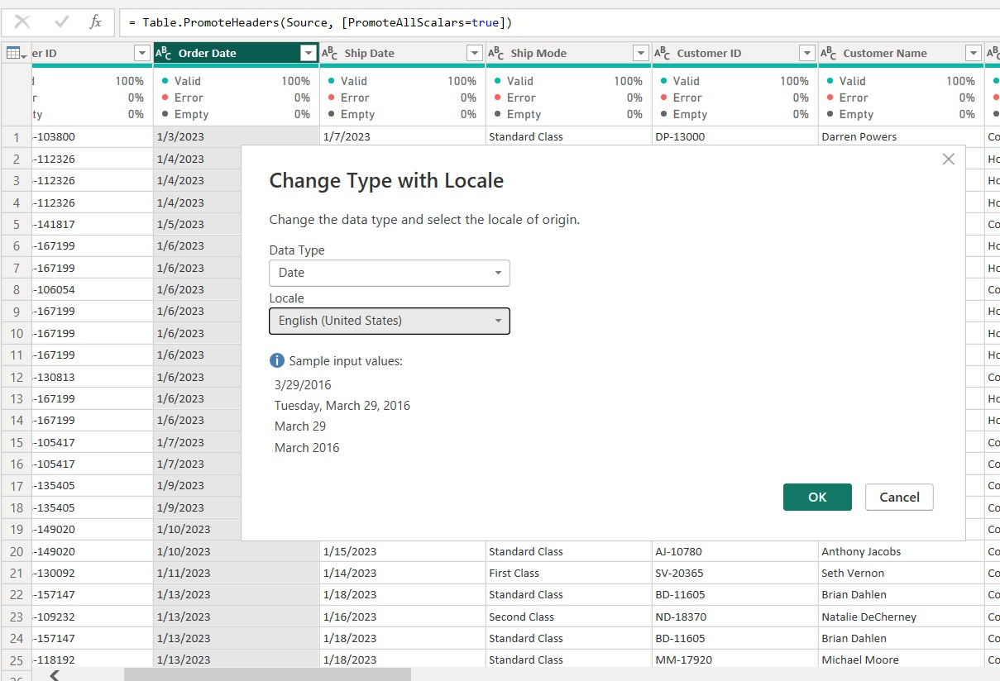 fx = Table.PromoteHeaders(Source, [PromoteAllScalars=true])
er ID ABC Order Date ABC Ship Date ABC Ship Mode ABC Customer ID ABC Customer Name ABC
100% Valid 100% Valid 100% Valid 100% Valid 100% Valid 100%
r 0% Error 0% Error 0% Error 0% Error 0% Error 0%
ty 0% Empty 0% Empty 0% Empty 0% Empty 0% Empty 0%
1 -103800 1/3/2023 1/7/2023 Standard Class DP-13000 Darren Powers Co
2 -112326 1/4/2023 Ho
3 -112326 1/4/2023 Ho
4 -112326 1/4/2023 Ho
5 -141817 1/5/2023 Co
6 -167199 1/6/2023 Ho
7 -167199 1/6/2023 Ho
8 -106054 1/6/2023 Co
9 -167199 1/6/2023 Ho
10 -167199 1/6/2023 Ho
11 -167199 1/6/2023 Ho
12 -130813 1/6/2023 Co
13 -167199 1/6/2023 Ho
14 -167199 1/6/2023 Ho
15 -105417 1/7/2023 Co
16 -105417 1/7/2023 Co
17 -135405 1/9/2023 Co
18 -135405 1/9/2023 Co
19 -149020 1/10/2023 Co
Change Type with Locale
Change the data type and select the locale of origin.
Data Type
Date
Locale
English (United States)
Sample input values:
3/29/2016
Tuesday, March 29, 2016
March 29
March 2016
OK Cancel
20 -149020 1/10/2023 1/15/2023 Standard Class AJ-10780 Anthony Jacobs Co
21 -130092 1/11/2023 1/14/2023 First Class SV-20365 Seth Vernon Co
22 -157147 1/13/2023 1/18/2023 Standard Class BD-11605 Brian Dahlen Co
23 -109232 1/13/2023 1/16/2023 Second Class ND-18370 Natalie DeCherney Co
24 -157147 1/13/2023 1/18/2023 Standard Class BD-11605 Brian Dahlen Co
25 -118192 1/13/2023 1/18/2023 Standard Class MM-17920 Michael Moore Co